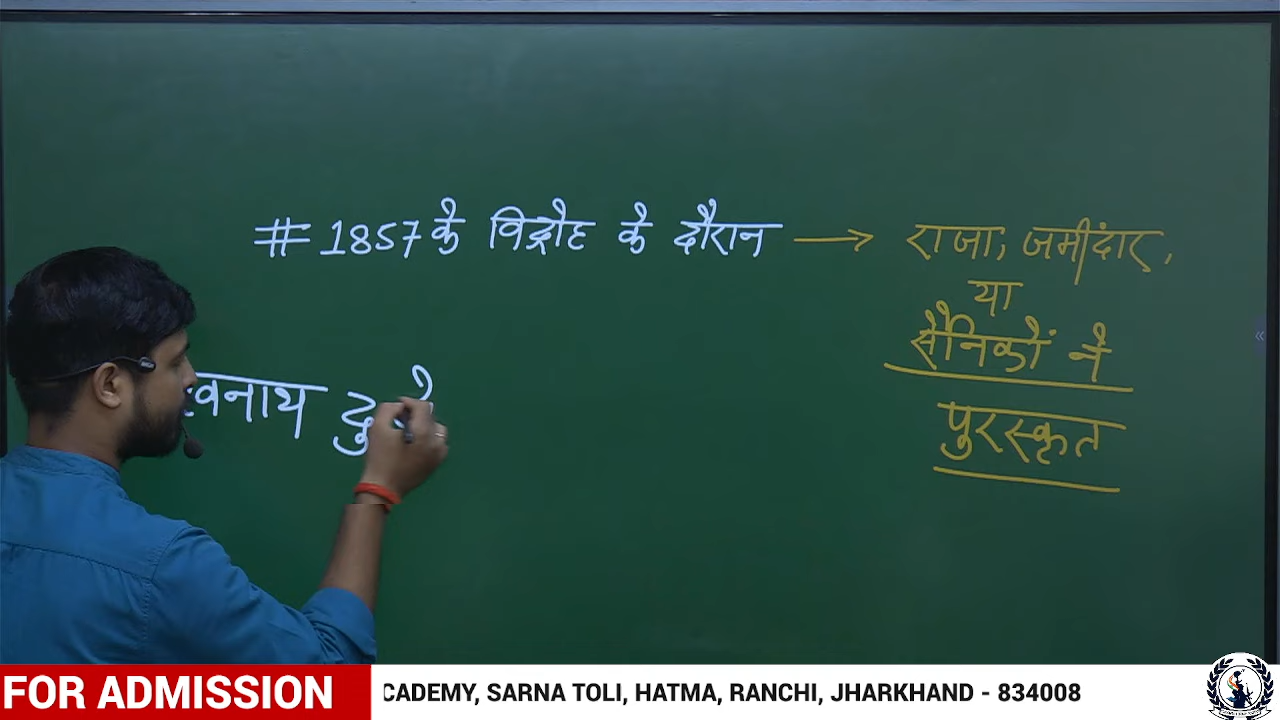 # 1857 के विद्रोह के दौरान → राजा, जमींदार,
या
सैनिकों ने
पुरस्कृत
FOR ADMISSION
CADEMY, SARNA TOLI, HATMA, RANCHI, JHARKHAND - 834008